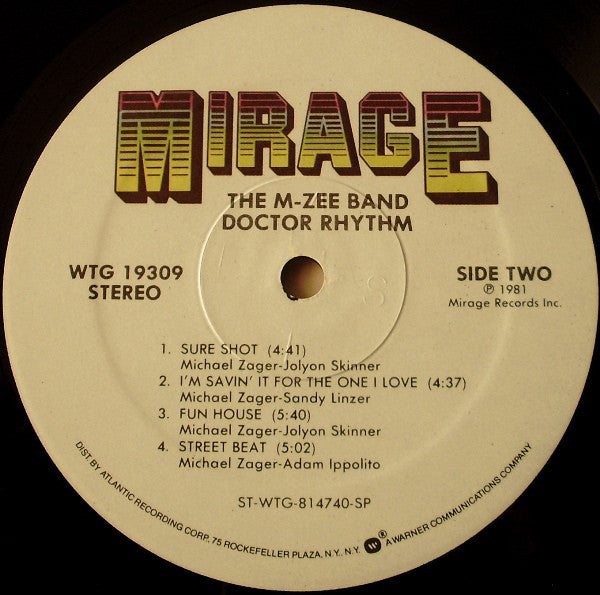 MIRAGE
THE M-ZEE BAND
DOCTOR RHYTHM
WTG 19309
STEREO
SIDE TWO
℗ 1981
Mirage Records Inc.
1. SURE SHOT (4:41)
Michael Zager-Jolyon Skinner
2. I'M SAVIN' IT FOR THE ONE I LOVE (4:37)
Michael Zager-Sandy Linzer
3. FUN HOUSE (5:40)
Michael Zager-Jolyon Skinner
4. STREET BEAT (5:02)
Michael Zager-Adam Ippolito
ST-WTG-814740-SP
DIST. BY ATLANTIC RECORDING CORP., 75 ROCKEFELLER PLAZA, N.Y., N.Y. ® A WARNER COMMUNICATIONS COMPANY